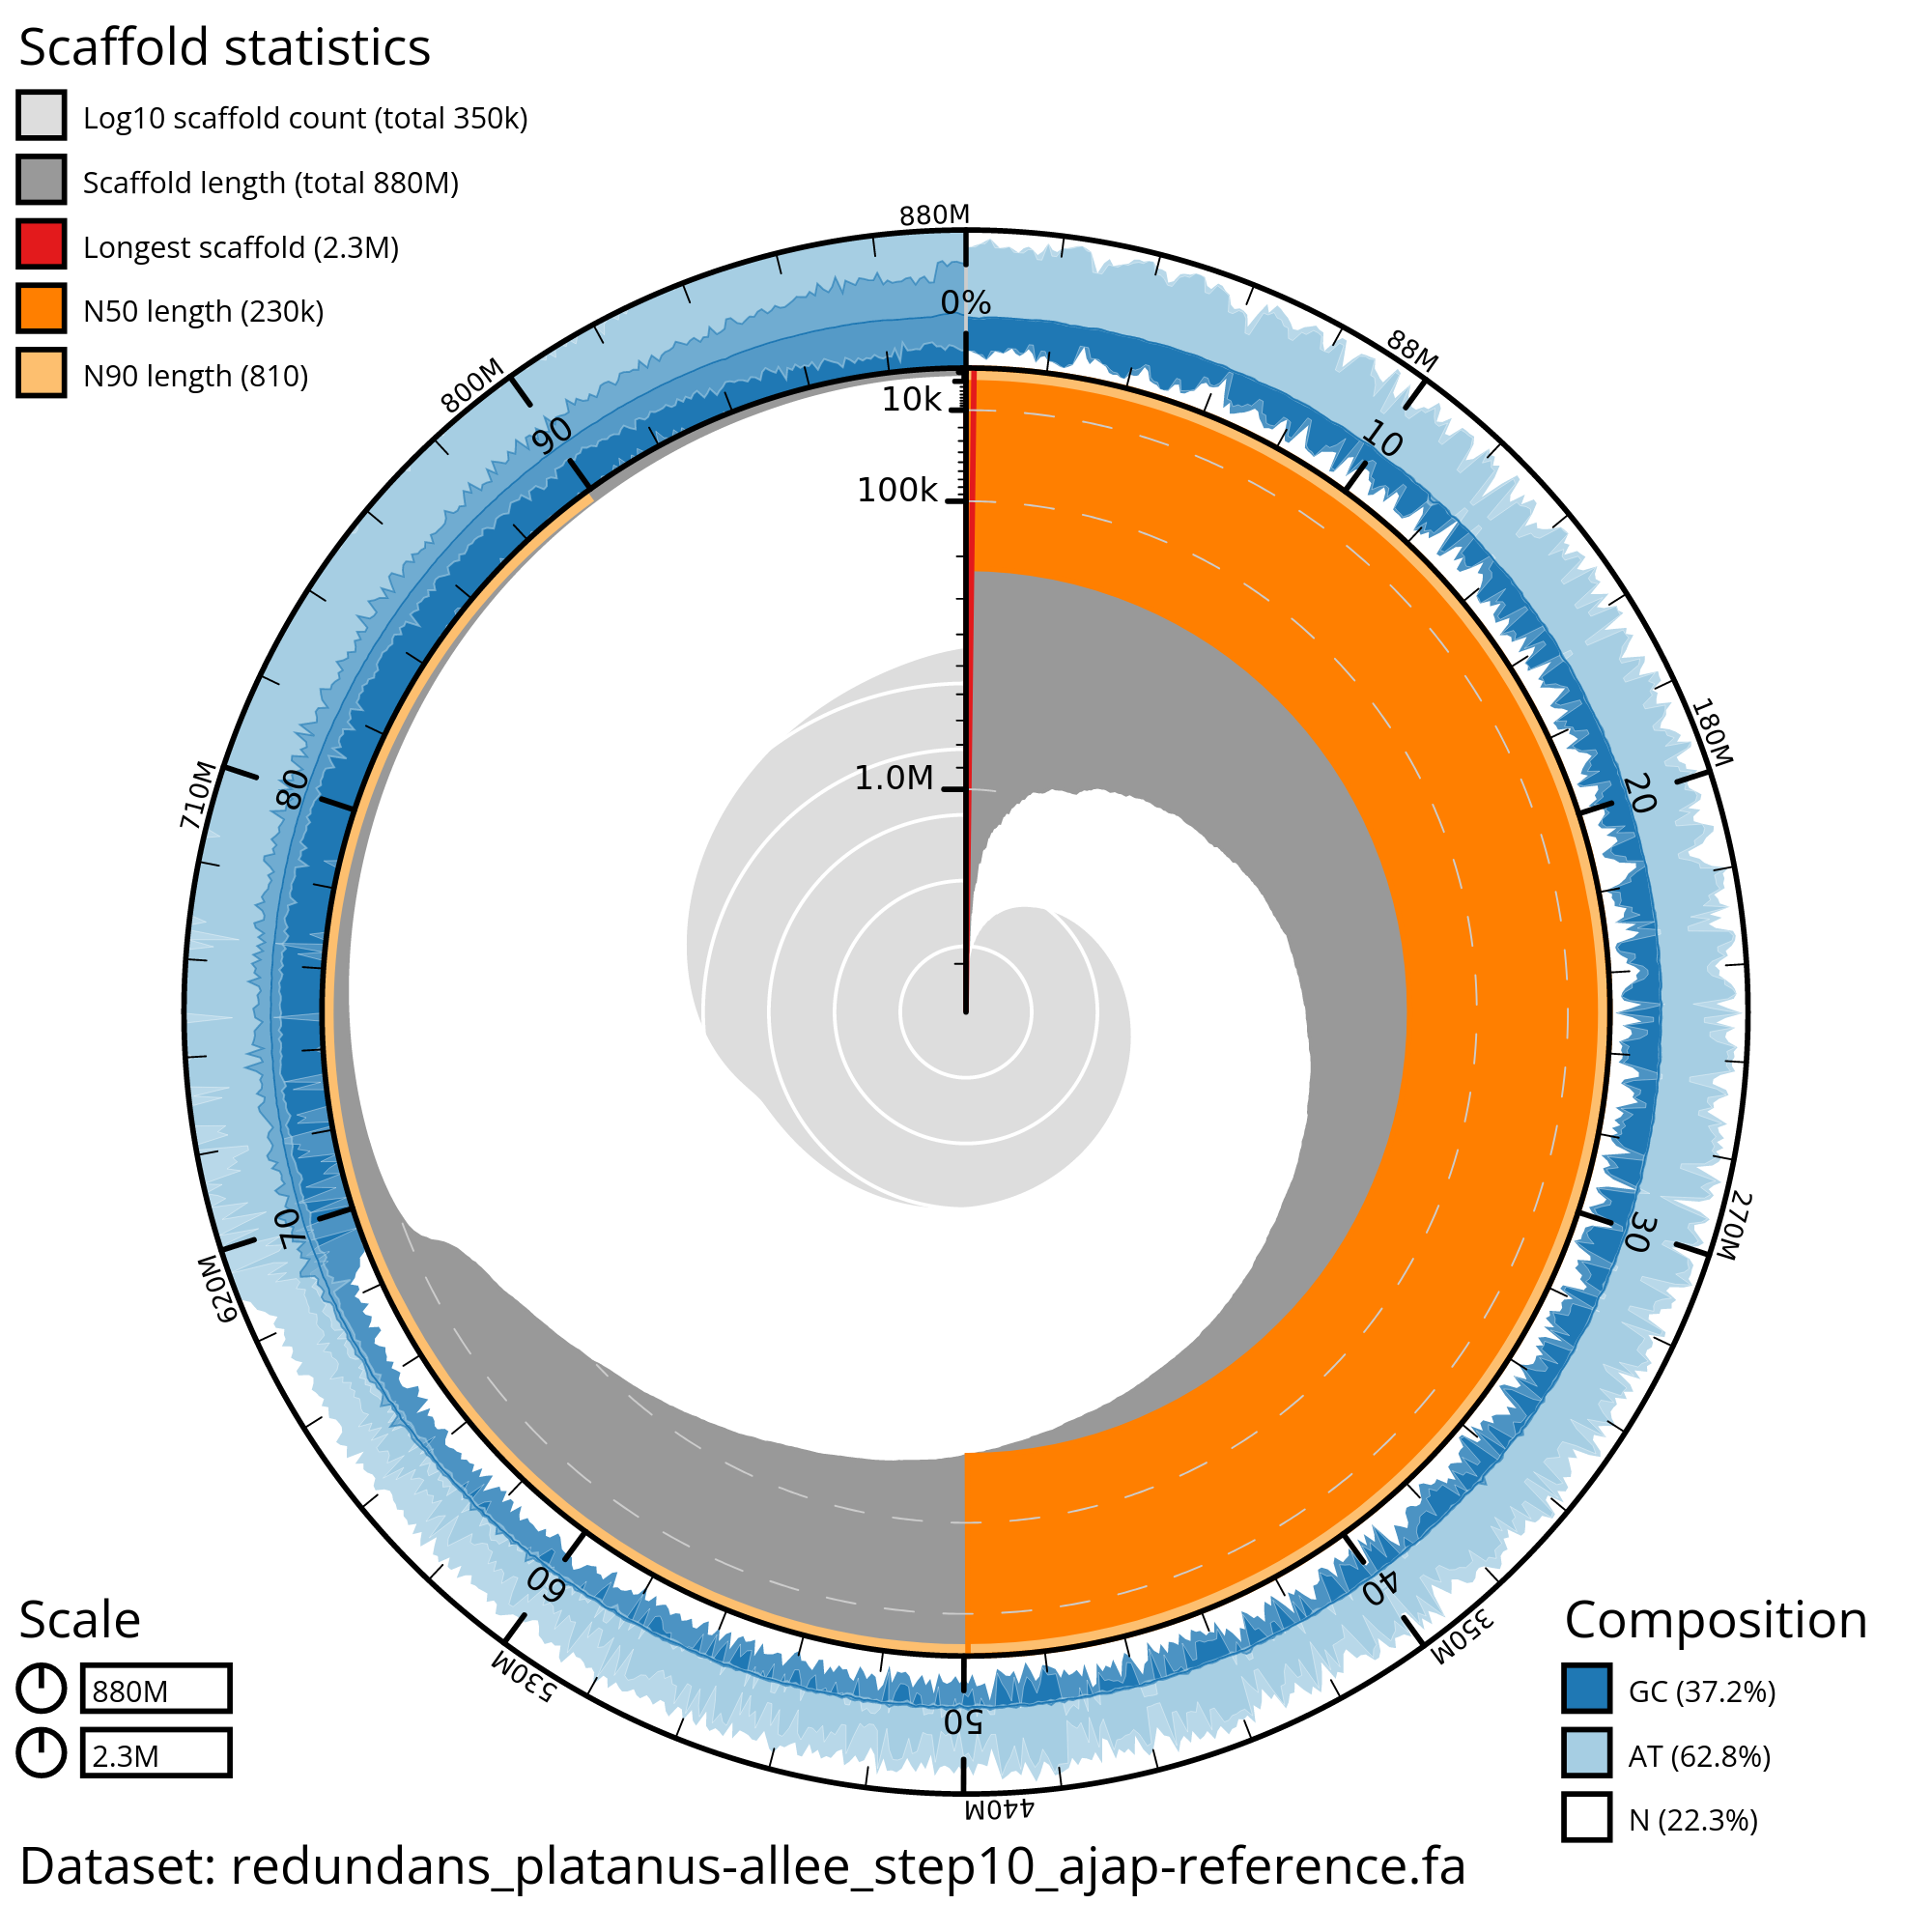 Scaffold statistics
Log10 scaffold count (total 350k)
Scaffold length (total 880M)
Longest scaffold (2.3M)
N50 length (230k)
N90 length (810)
880M
0%
88M
10
180M
20
270M
30
350M
40
440M
50
530M
60
620M
70
710M
80
800M
90
10k
100k
1.0M
Scale
880M
2.3M
Composition
GC (37.2%)
AT (62.8%)
N (22.3%)
Dataset: redundans_platanus-allee_step10_ajap-reference.fa